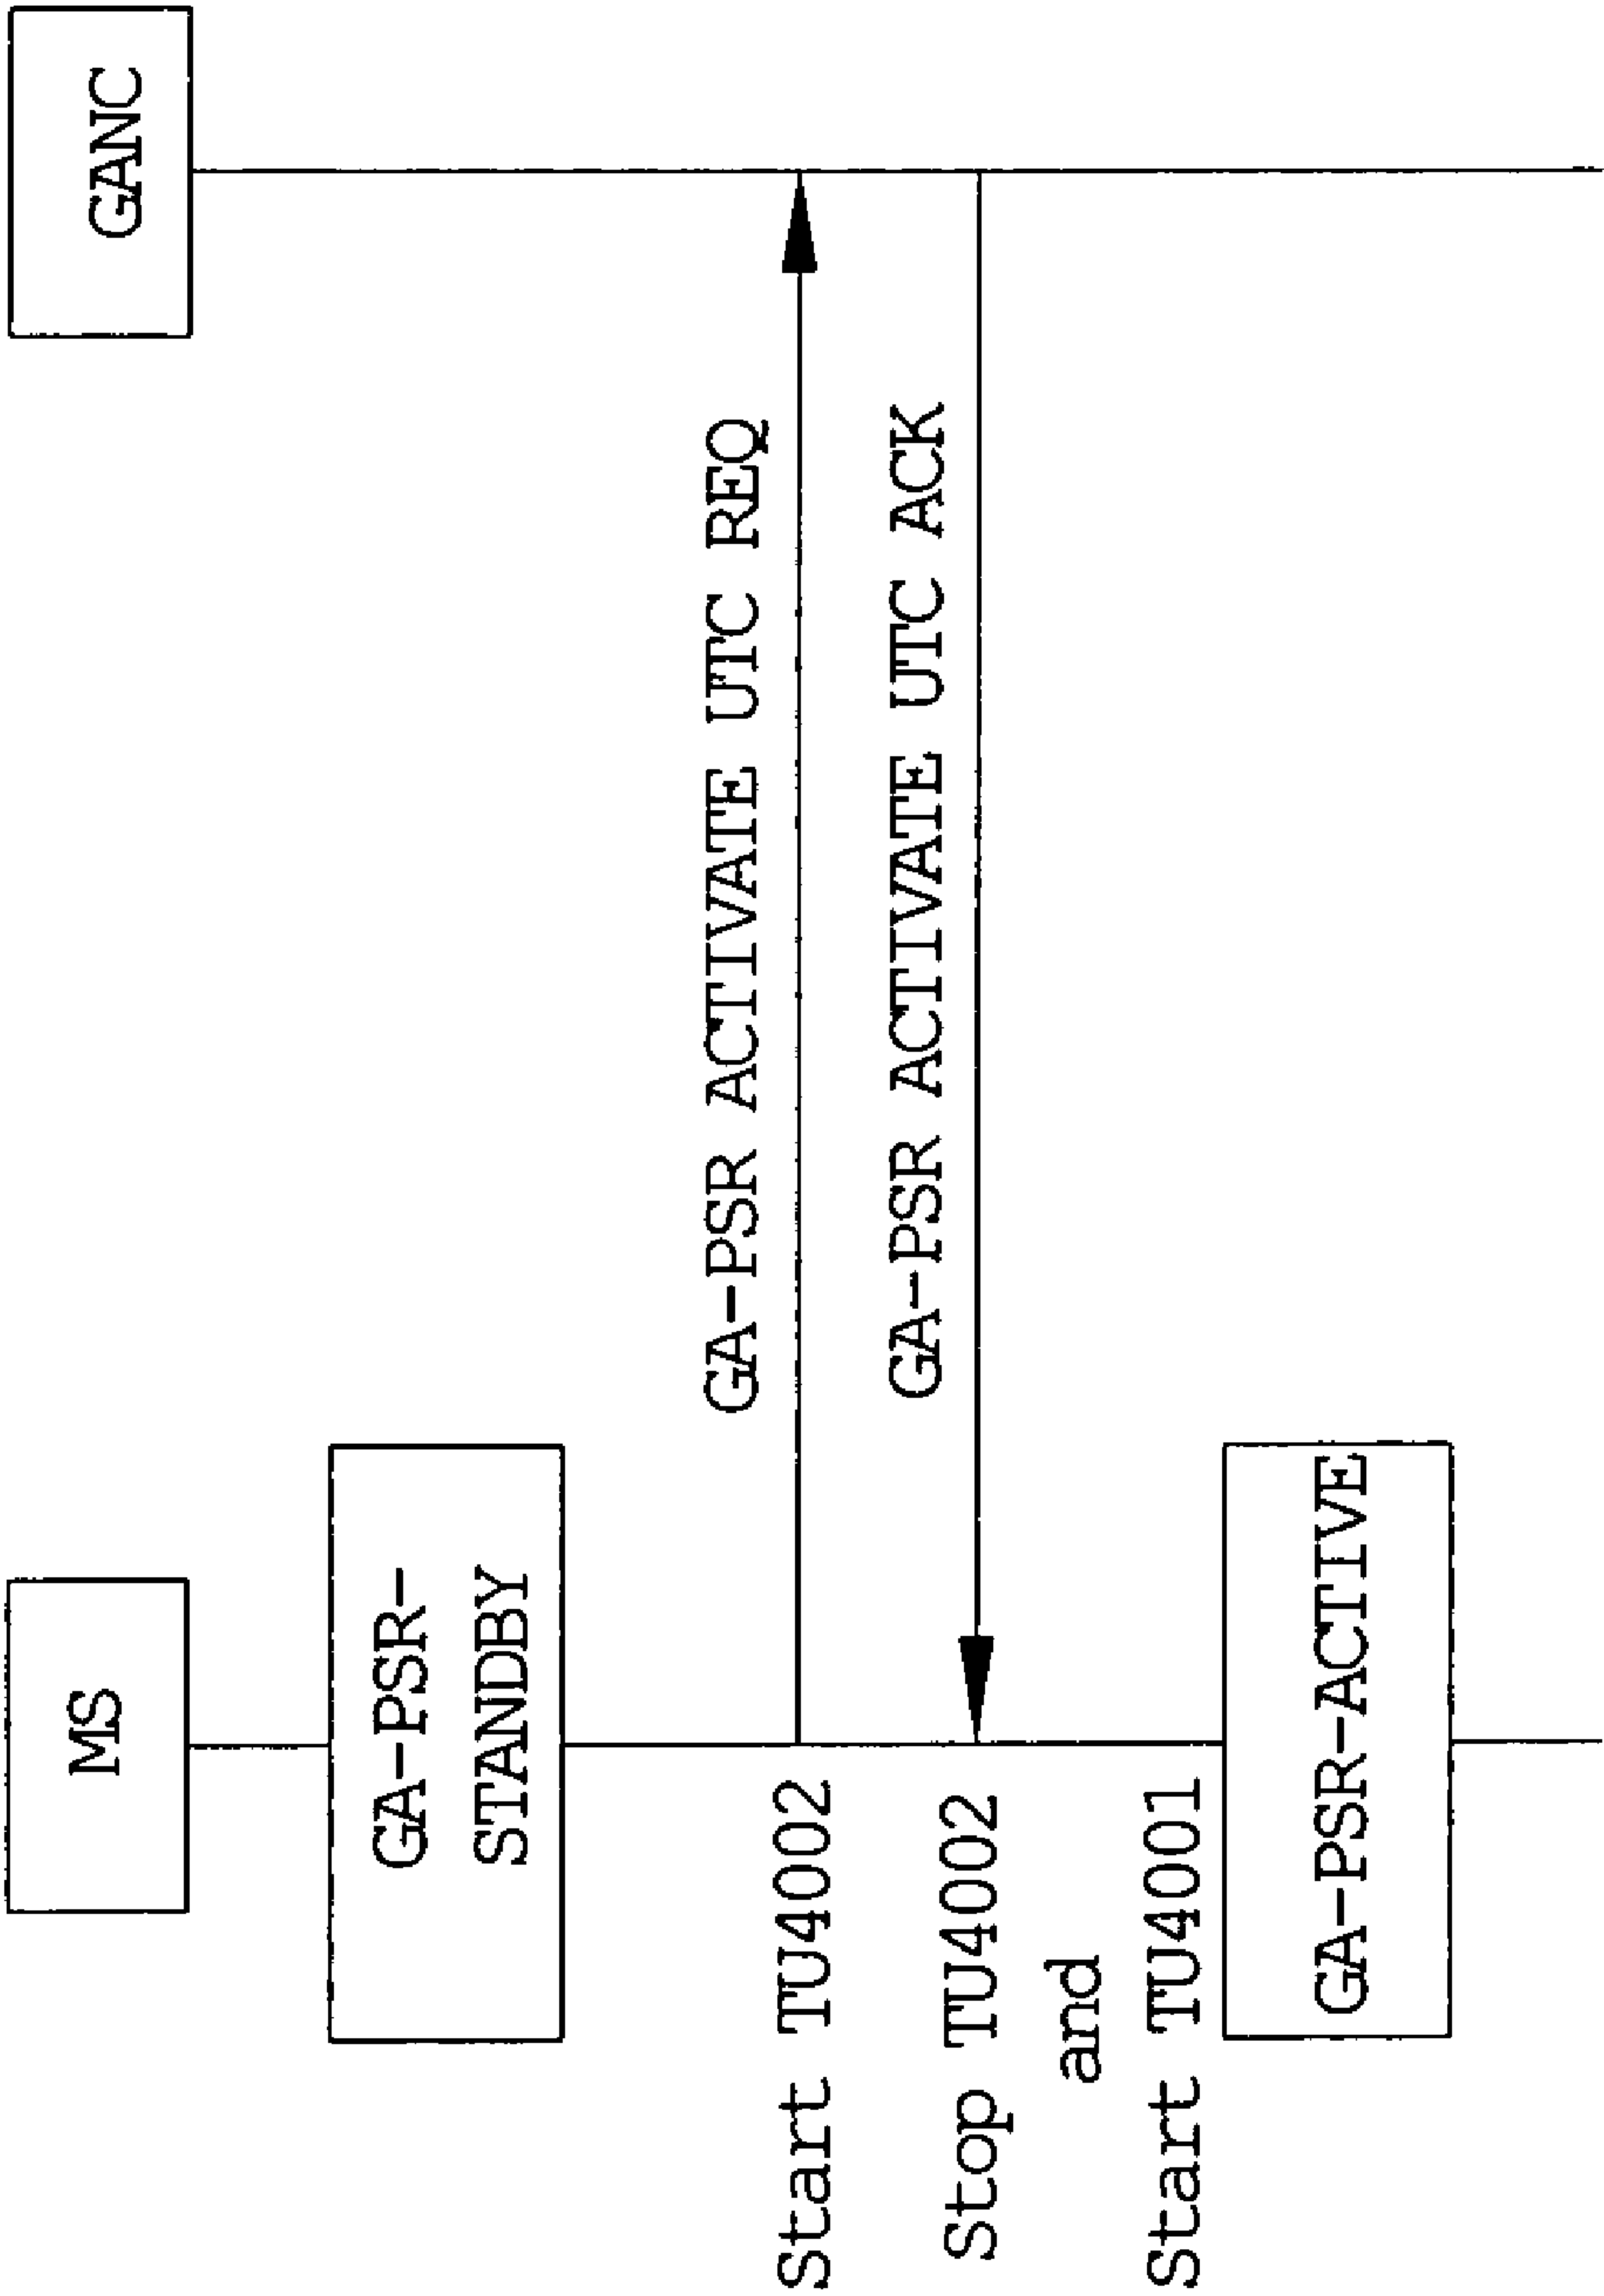 MS
GANC
GA-PSR-
STANDBY
GA-PSR ACTIVATE UTC REQ
Start TU4002
GA-PSR ACTIVATE UTC ACK
Stop TU4002
and
Start TU4001
GA-PSR-ACTIVE